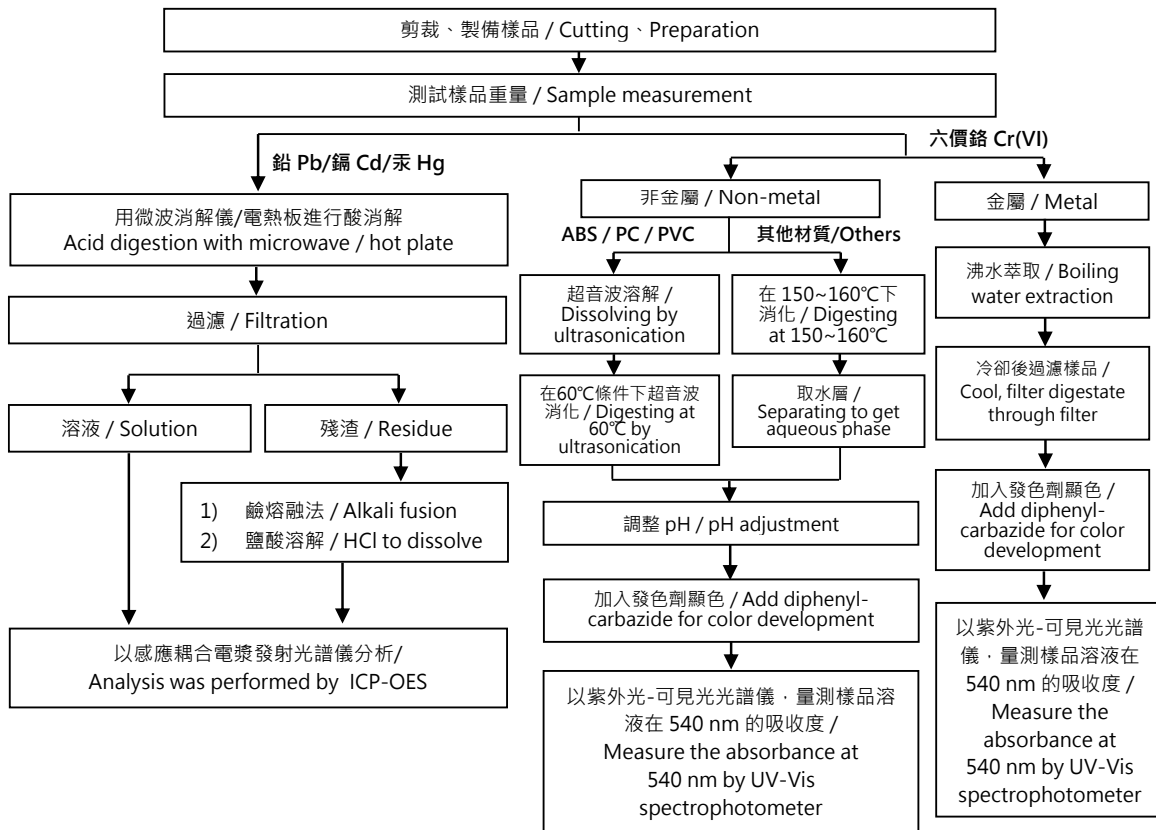 剪裁、製備樣品 / Cutting、Preparation
測試樣品重量 / Sample measurement
鉛 Pb/鎘 Cd/汞 Hg
六價鉻 Cr(VI)
用微波消解儀/電熱板進行酸消解
Acid digestion with microwave / hot plate
過濾 / Filtration
溶液 / Solution
殘渣 / Residue
1) 鹼熔融法 / Alkali fusion
2) 鹽酸溶解 / HCl to dissolve
以感應耦合電漿發射光譜儀分析/
Analysis was performed by ICP-OES
非金屬 / Non-metal
ABS / PC / PVC
其他材質/Others
超音波溶解 /
Dissolving by
ultrasonication
在60℃條件下超音波
消化 / Digesting at
60℃ by
ultrasonication
在 150~160℃下
消化 / Digesting
at 150~160℃
取水層 /
Separating to get
aqueous phase
調整 pH / pH adjustment
加入發色劑顯色 / Add diphenyl-
carbazide for color development
以紫外光-可見光光譜儀，量測樣品溶
液在 540 nm 的吸收度 /
Measure the absorbance at
540 nm by UV-Vis
spectrophotometer
金屬 / Metal
沸水萃取 / Boiling
water extraction
冷卻後過濾樣品 /
Cool, filter digestate
through filter
加入發色劑顯色 /
Add diphenyl-
carbazide for color
development
以紫外光-可見光光譜
儀，量測樣品溶液在
540 nm 的吸收度 /
Measure the
absorbance at
540 nm by UV-Vis
spectrophotometer